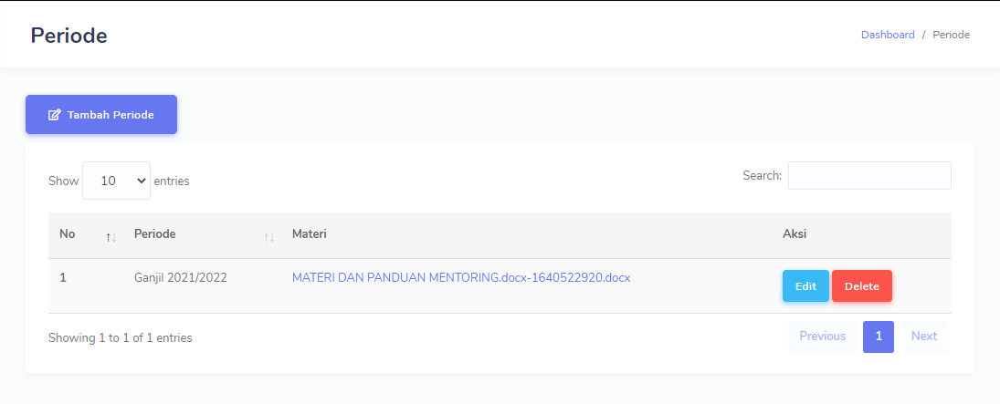 Periode
Dashboard / Periode
Tambah Periode
Show 10 entries
Search:
No Periode Materi Aksi
1 Ganjil 2021/2022 MATERI DAN PANDUAN MENTORING.docx-1640522920.docx Edit Delete
Showing 1 to 1 of 1 entries
Previous 1 Next